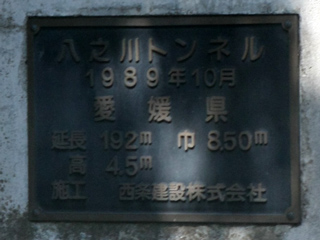 八之川トンネル
1989年10月
愛媛県
延長 192m 巾 8.50m
高 4.5m
施工 西条建設株式会社